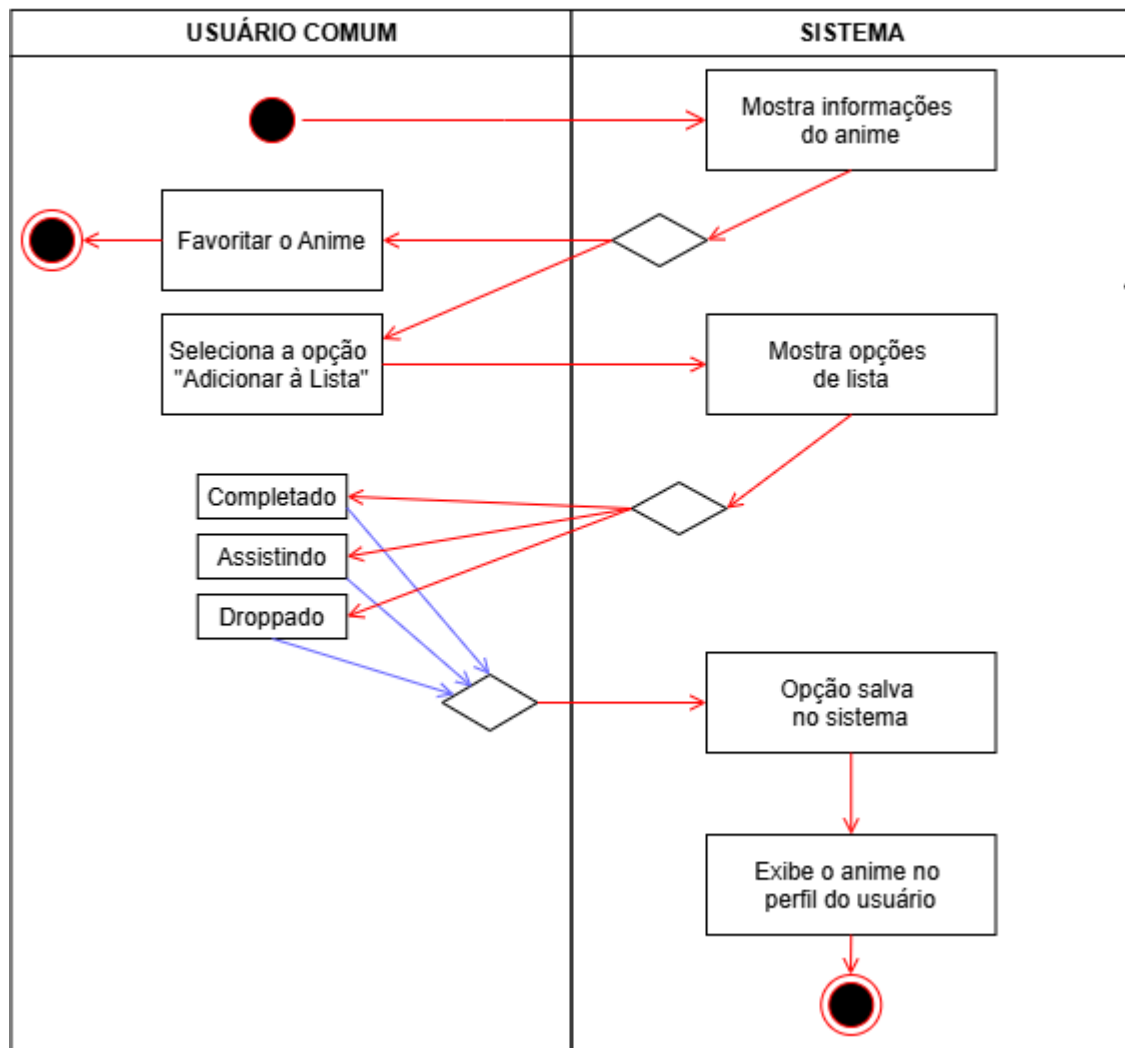 USUÁRIO COMUM
SISTEMA
Mostra informações
do anime
Favoritar o Anime
Seleciona a opção
"Adicionar à Lista"
Mostra opções
de lista
Completado
Assistindo
Droppado
Opção salva
no sistema
Exibe o anime no
perfil do usuário